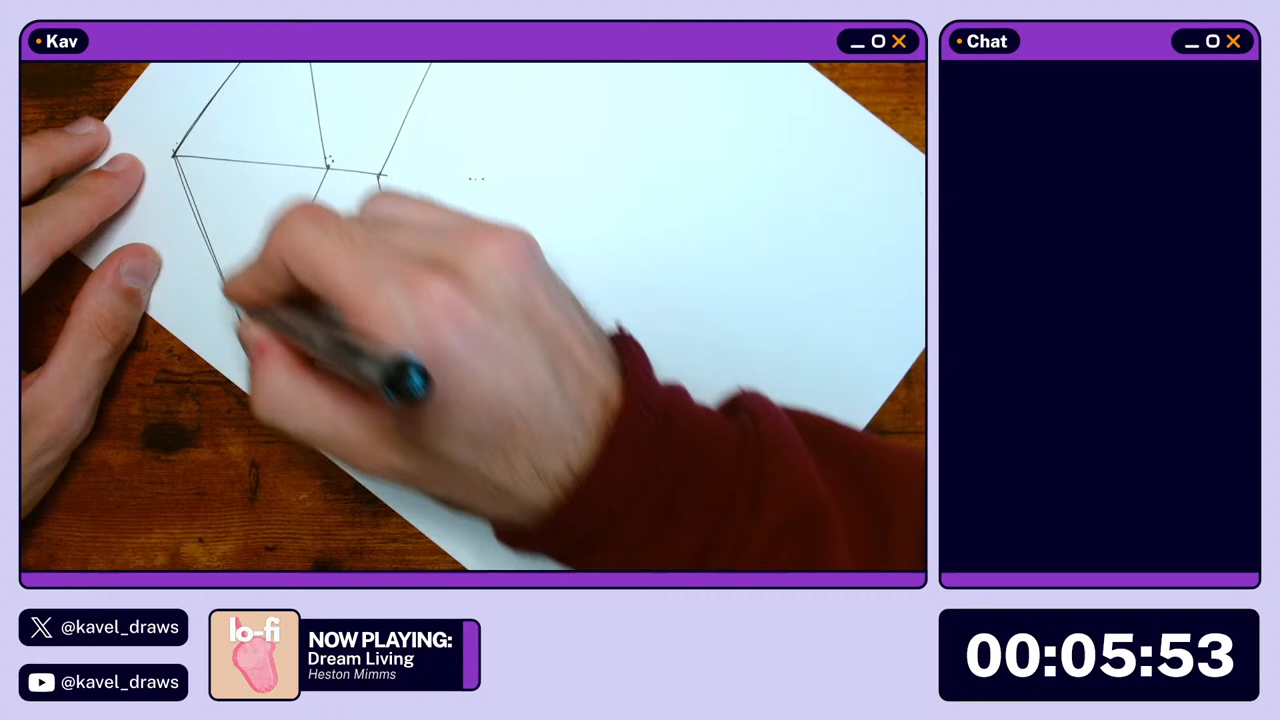 Kav
Chat
@kavel_draws
@kavel_draws
lo-fi
NOW PLAYING:
Dream Living
Heston Mimms
00:05:53